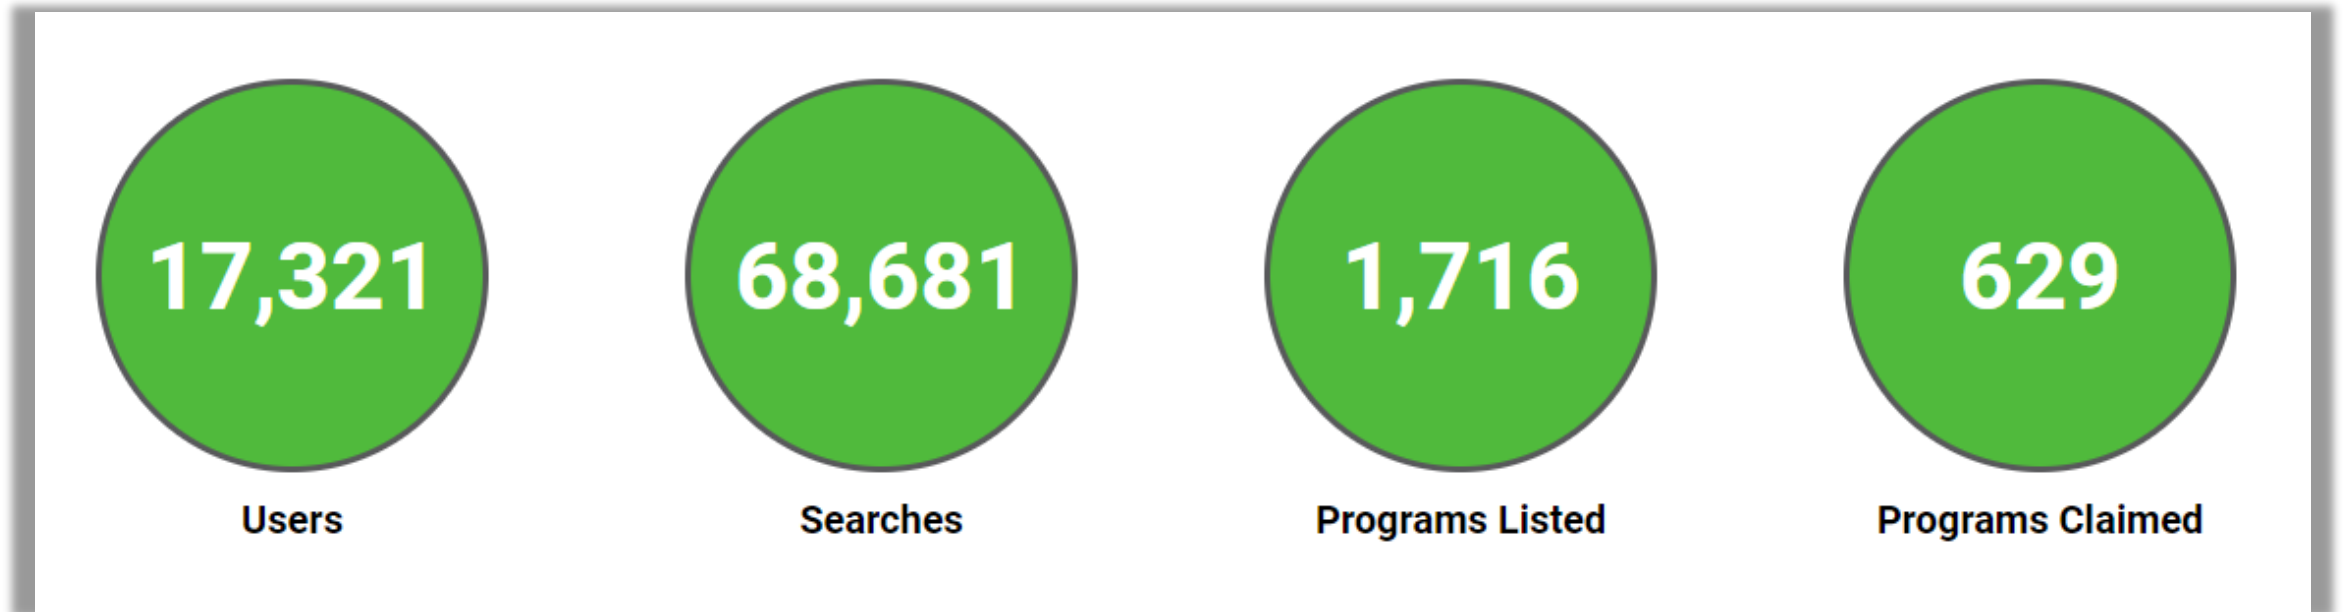 17,321
68,681
1,716
629
Users
Searches
Programs Listed
Programs Claimed